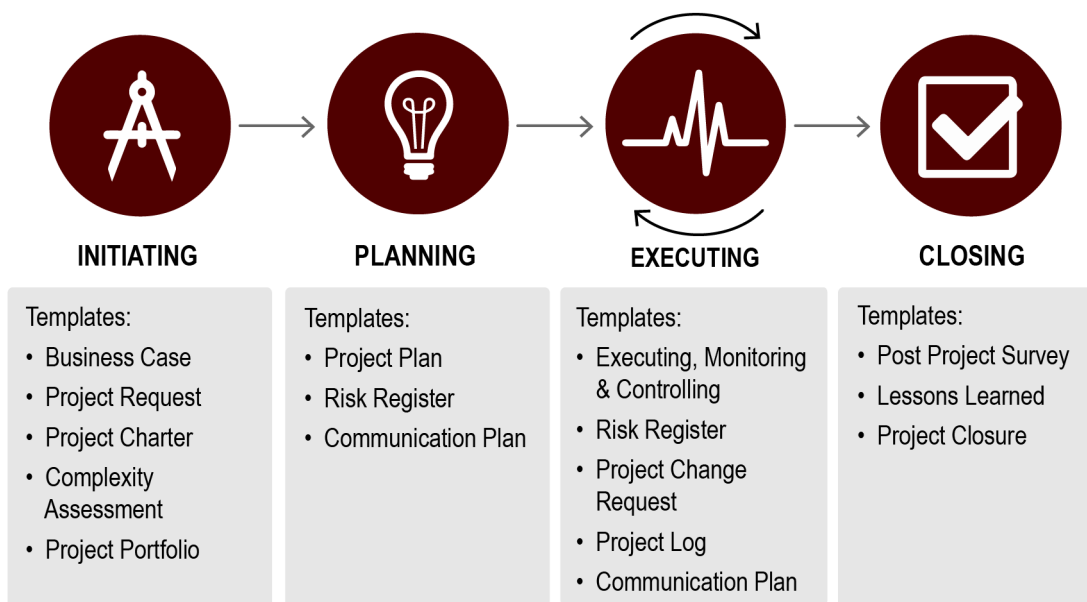 INITIATING
Templates:
• Business Case
• Project Request
• Project Charter
• Complexity
Assessment
• Project Portfolio
PLANNING
Templates:
• Project Plan
• Risk Register
• Communication Plan
EXECUTING
Templates:
• Executing, Monitoring
& Controlling
• Risk Register
• Project Change
Request
• Project Log
• Communication Plan
CLOSING
Templates:
• Post Project Survey
• Lessons Learned
• Project Closure